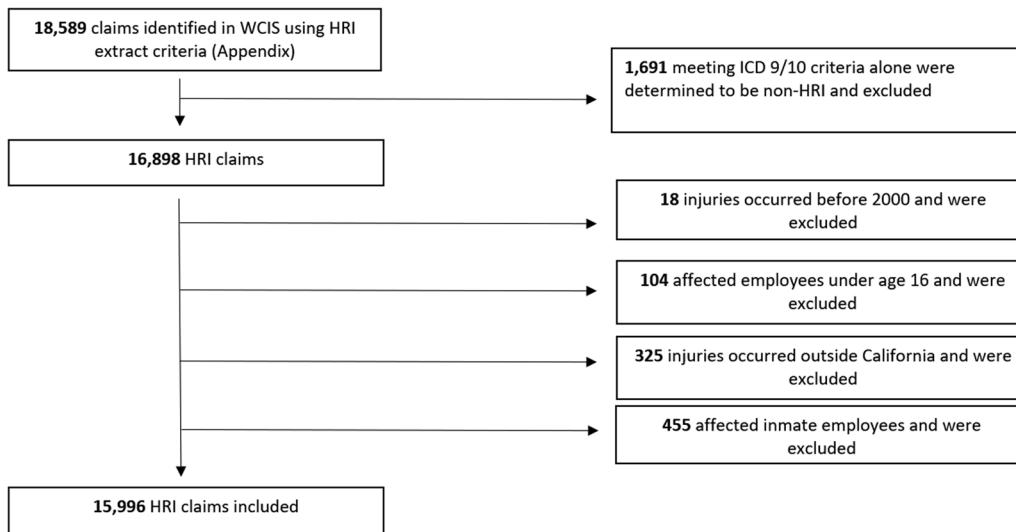 18,589 claims identified in WCIS using HRI
extract criteria (Appendix)
1,691 meeting ICD 9/10 criteria alone were
determined to be non-HRI and excluded
16,898 HRI claims
18 injuries occurred before 2000 and were
excluded
104 affected employees under age 16 and were
excluded
325 injuries occurred outside California and were
excluded
455 affected inmate employees and were
excluded
15,996 HRI claims included